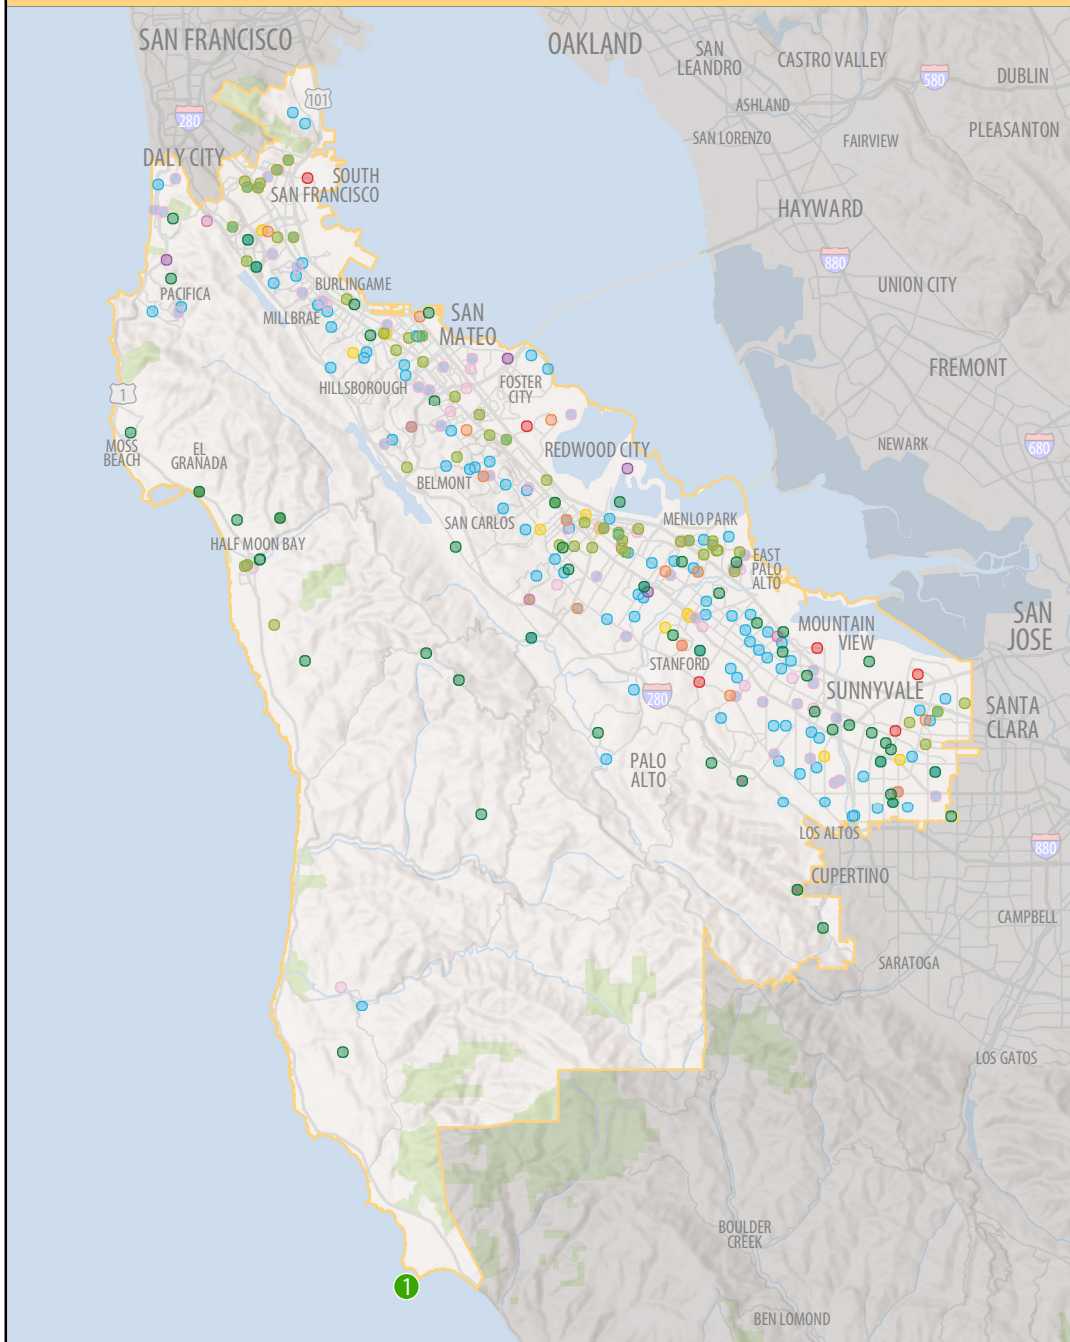 SAN FRANCISCO
OAKLAND
SAN
LEANDRO
CASTRO VALLEY
580
DUBLIN
101
280
ASHLAND
SAN LORENZO
FAIRVIEW
PLEASANTON
DALY CITY
SOUTH
SAN FRANCISCO
HAYWARD
880
UNION CITY
PACIFICA
BURLINGAME
MILLBRAE
SAN
MATEO
FREMONT
1
HILLSBOROUGH
FOSTER
CITY
MOSS
BEACH
EL
GRANADA
REDWOOD CITY
NEWARK
680
BELMONT
SAN CARLOS
MENLO PARK
HALF MOON BAY
EAST
PALO
ALTO
MOUNTAIN
VIEW
SAN
JOSE
STANFORD
280
SUNNYVALE
SANTA
CLARA
PALO
ALTO
LOS ALTOS
880
CUPERTINO
CAMPBELL
SARATOGA
LOS GATOS
BOULDER
CREEK
1
BEN LOMOND